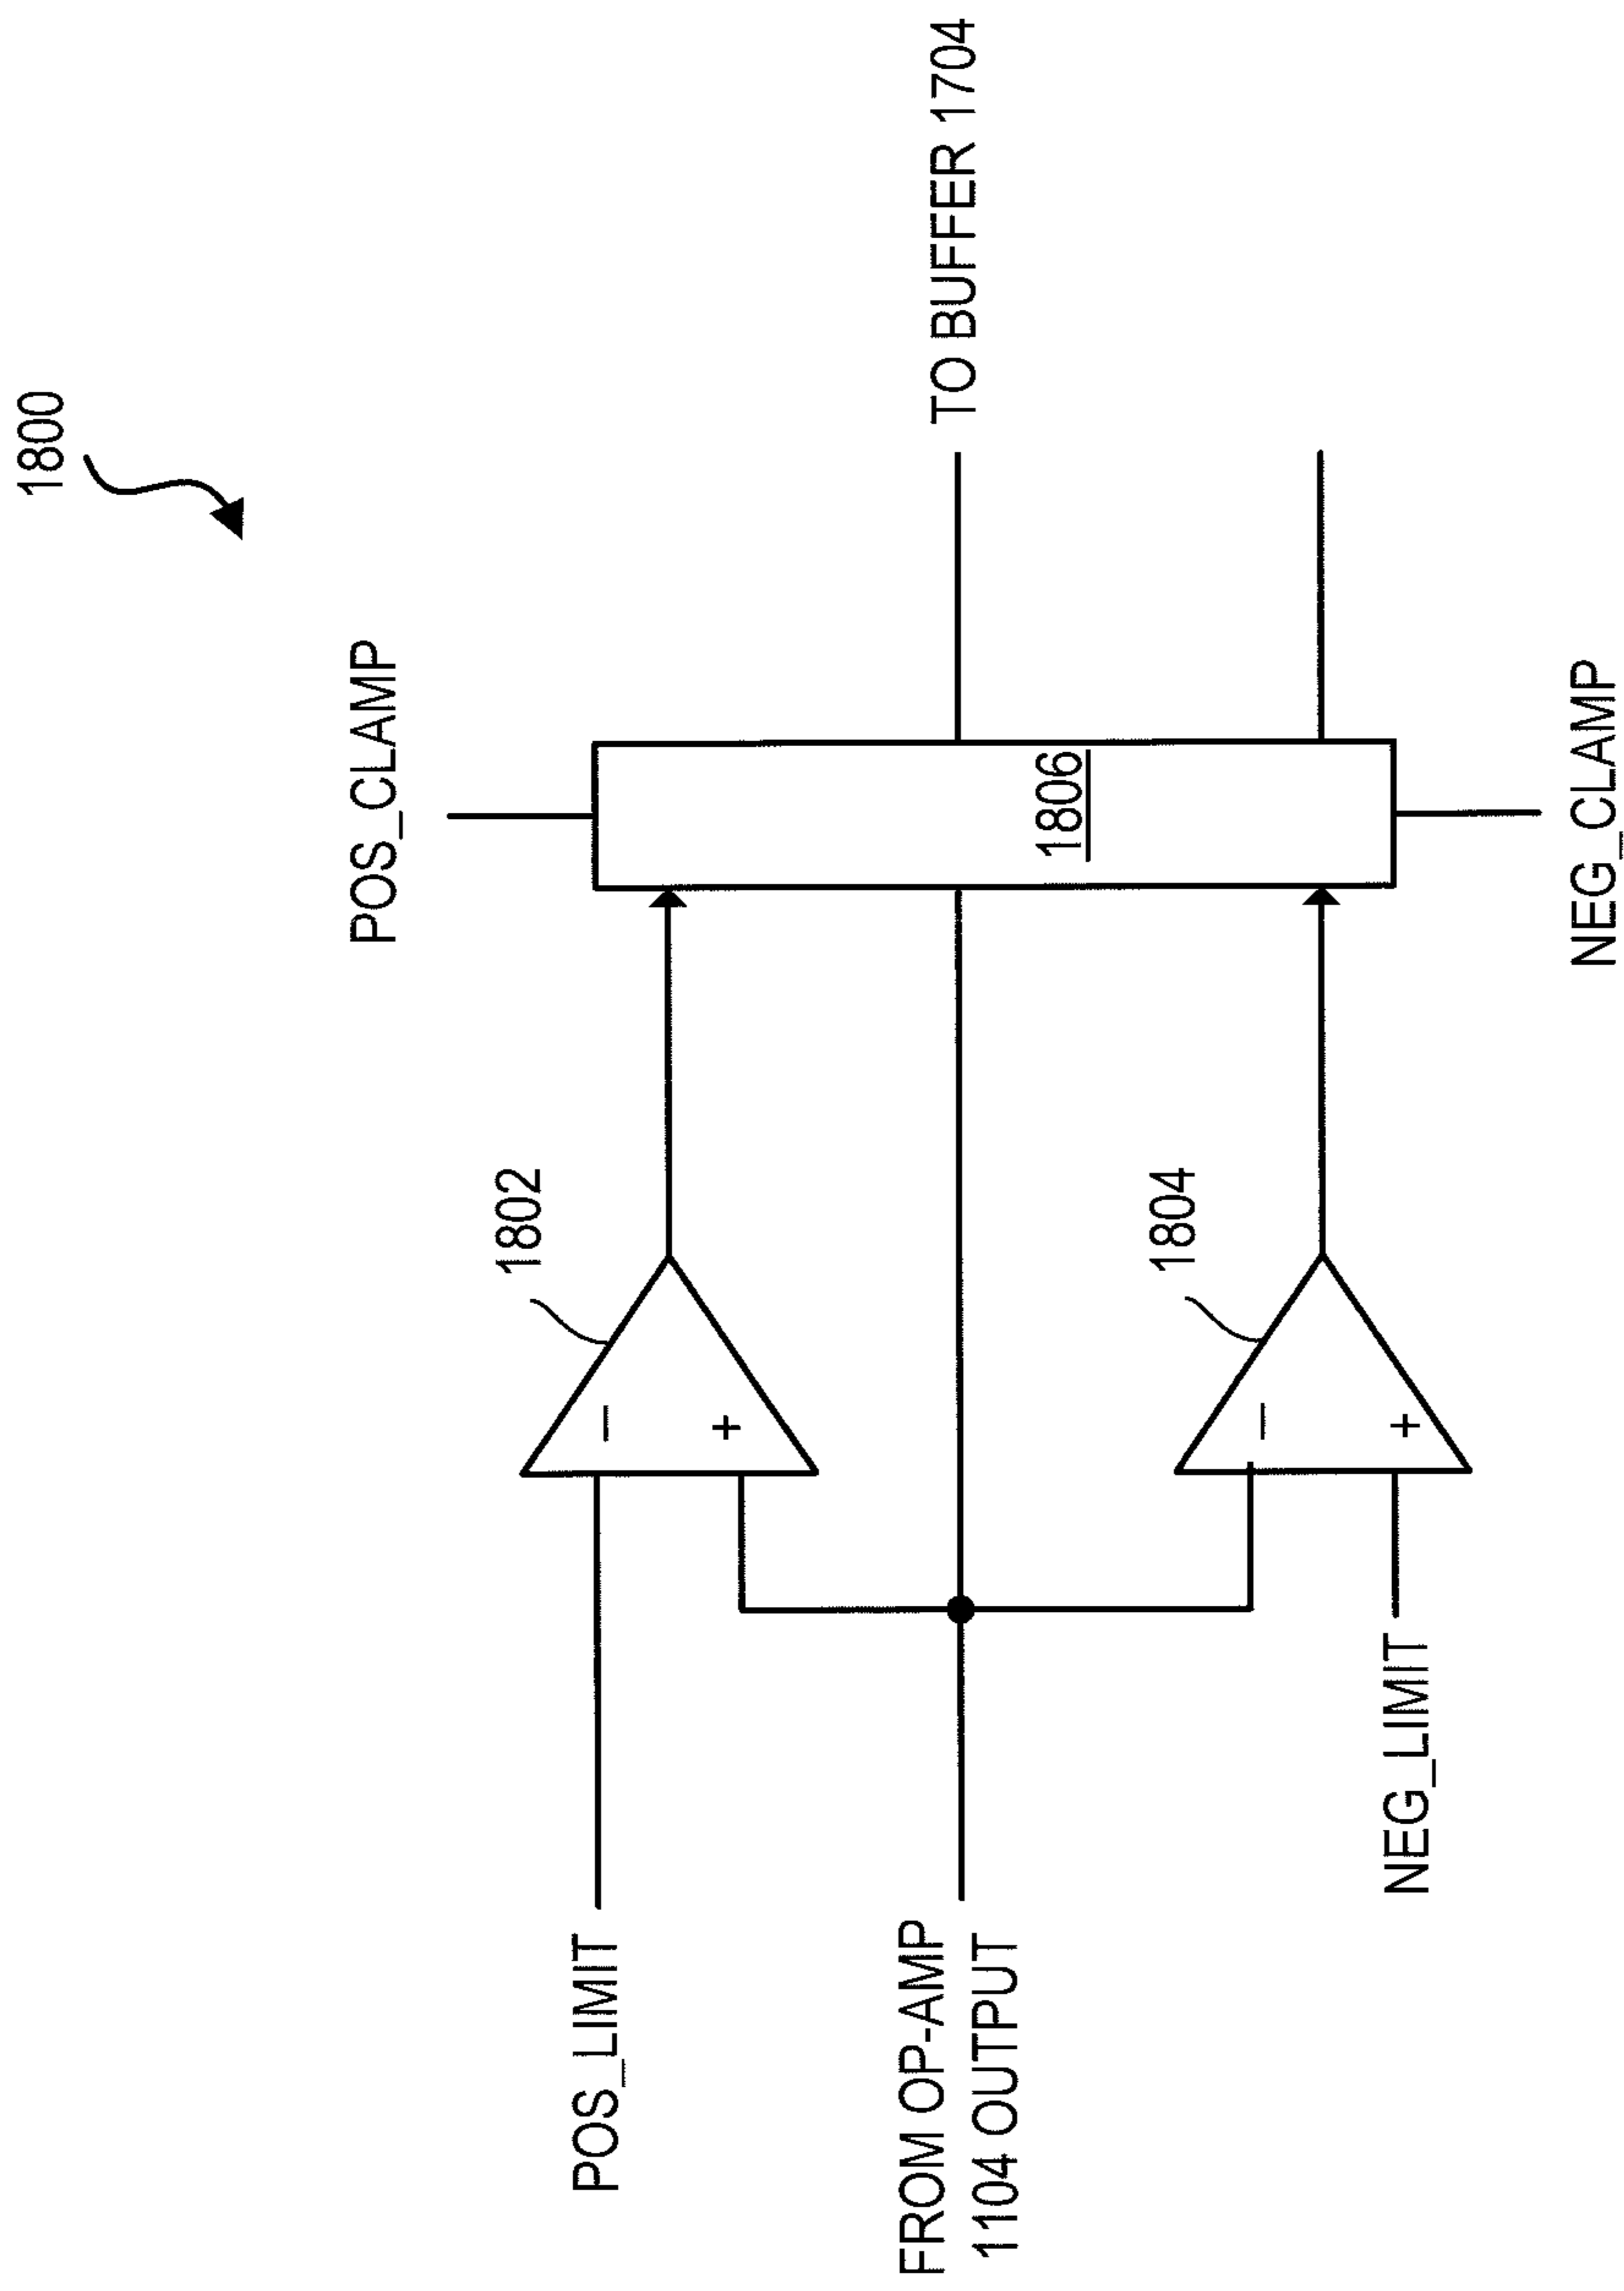 1800
POS_CLAMP
POS_LIMIT
1802
−
+
FROM OP-AMP
1104 OUTPUT
TO BUFFER 1704
1806
1804
−
+
NEG_LIMIT
NEG_CLAMP